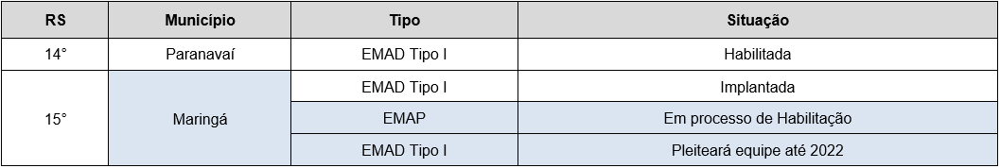 RS Município Tipo Situação
14° Paranavaí EMAD Tipo I Habilitada
15° Maringá EMAD Tipo I Implantada
EMAP Em processo de Habilitação
EMAD Tipo I Pleiteará equipe até 2022